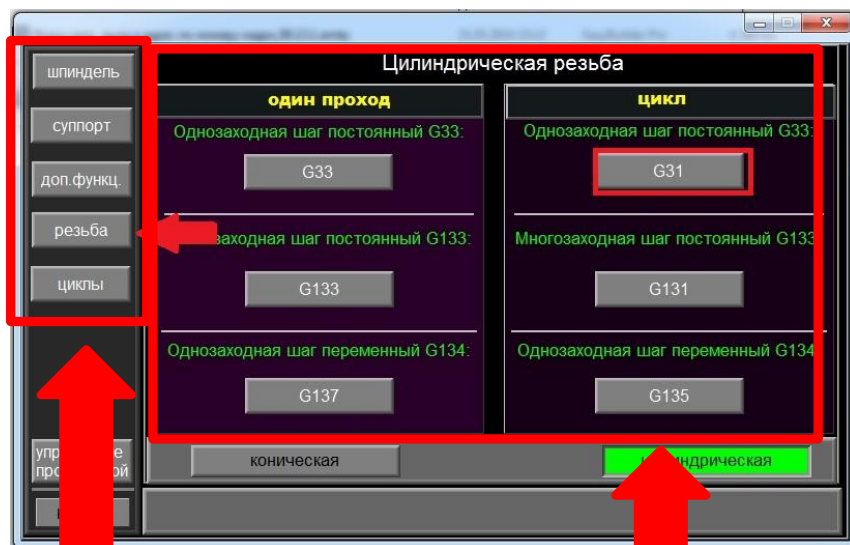 Цилиндрическая резьба
шпиндель
суппорт
доп.функц.
резьба
циклы
один проход
Однозаходная шаг постоянный G33:
G33
заходная шаг постоянный G133:
G133
Однозаходная шаг переменный G134:
G137
цикл
Однозаходная шаг постоянный G33:
G31
Многозаходная шаг постоянный G133
G131
Однозаходная шаг переменный G134
G135
коническая